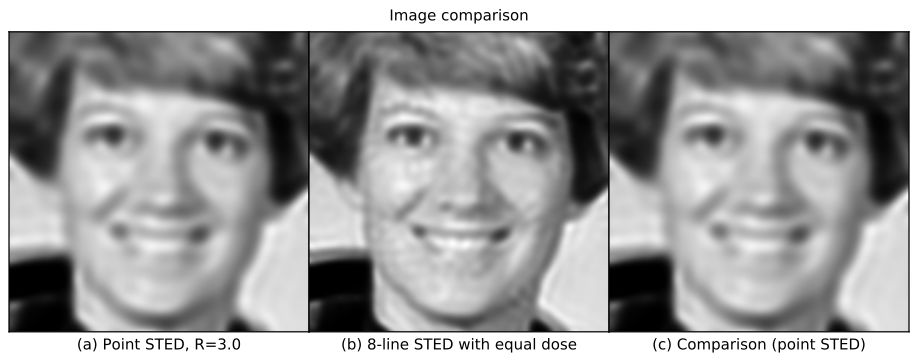 Image comparison
(a) Point STED, R=3.0
(b) 8-line STED with equal dose
(c) Comparison (point STED)